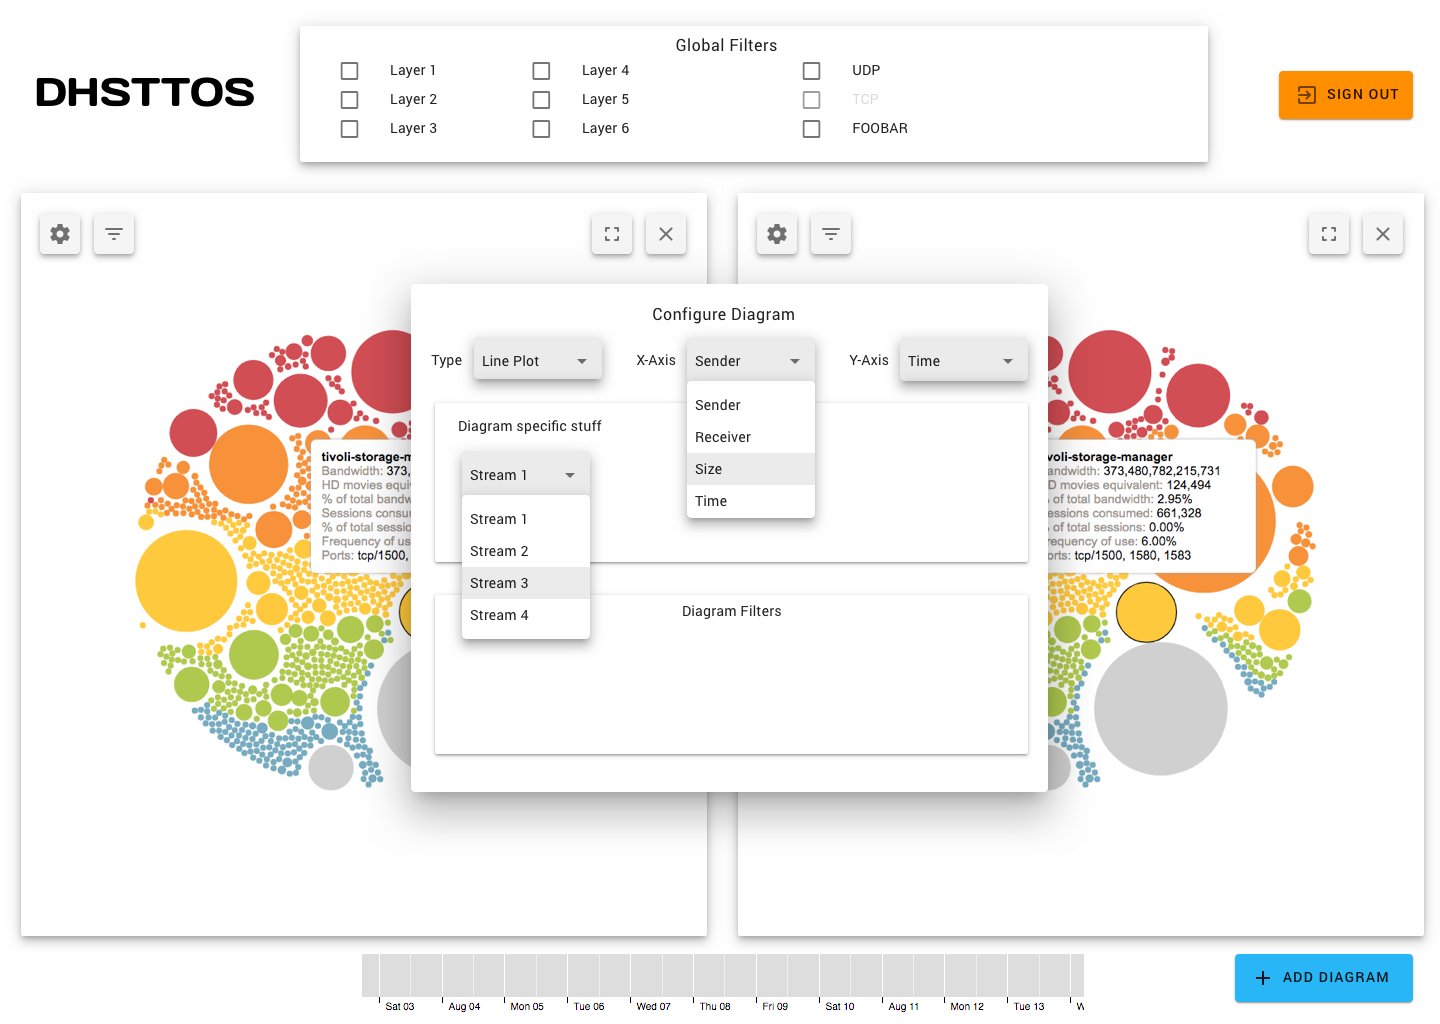 DHSTTOS
Global Filters
Layer 1
Layer 4
UDP
Layer 2
Layer 5
TCP
Layer 3
Layer 6
FOOBAR
SIGN OUT
Configure Diagram
Type
Line Plot
X-Axis
Sender
Y-Axis
Time
Sender
Receiver
Size
Time
Diagram specific stuff
Stream 1
Stream 1
Stream 2
Stream 3
Stream 4
Diagram Filters
tivoli-storage-m
Bandwidth: 373,
HD movies equiv
% of total bandw
Sessions consumed
% of total sessio
Frequency of us
Ports: tcp/1500,
voli-storage-manager
andwidth: 373,480,782,215,731
D movies equivalent: 124,494
of total bandwidth: 2.95%
essions consumed: 661,328
of total sessions: 0.00%
requency of use: 6.00%
orts: tcp/1500, 1580, 1583
Sat 03
Aug 04
Mon 05
Tue 06
Wed 07
Thu 08
Fri 09
Sat 10
Aug 11
Mon 12
Tue 13
W
ADD DIAGRAM